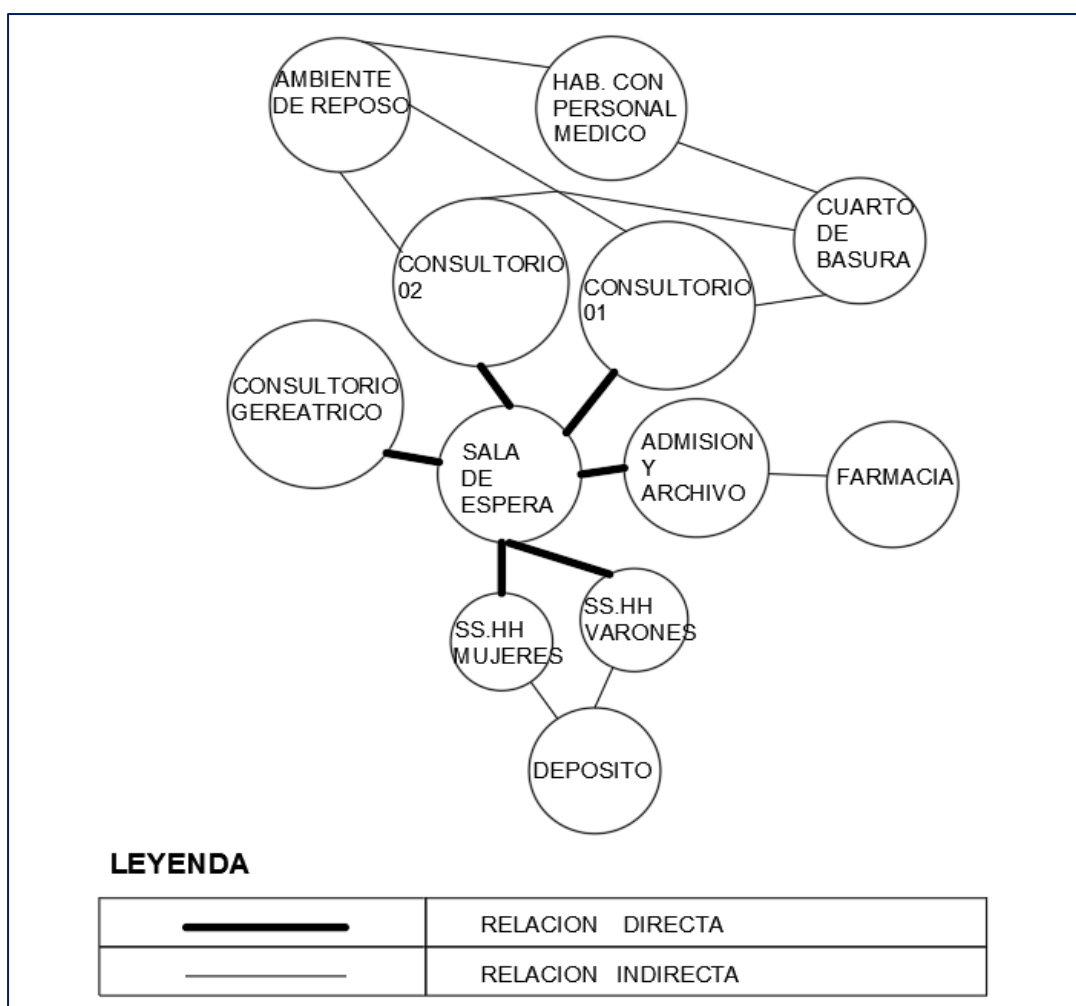 AMBIENTE
DE REPOSO
HAB. CON
PERSONAL
MEDICO
CUARTO
DE
BASURA
CONSULTORIO
02
CONSULTORIO
01
CONSULTORIO
GEREATRICO
SALA
DE
ESPERA
ADMISION
Y
ARCHIVO
FARMACIA
SS.HH
MUJERES
SS.HH
VARONES
DEPOSITO
LEYENDA
RELACION DIRECTA
RELACION INDIRECTA